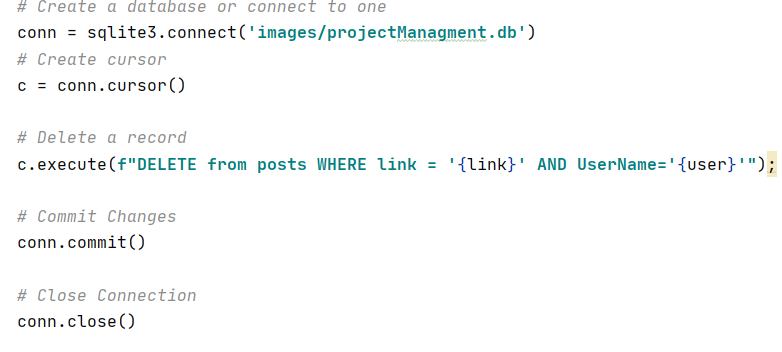 # Create a database or connect to one
conn = sqlite3.connect('images/projectManagment.db')
# Create cursor
c = conn.cursor()
# Delete a record
c.execute(f"DELETE from posts WHERE link = '{link}' AND UserName='{user}'");
# Commit Changes
conn.commit()
# Close Connection
conn.close()